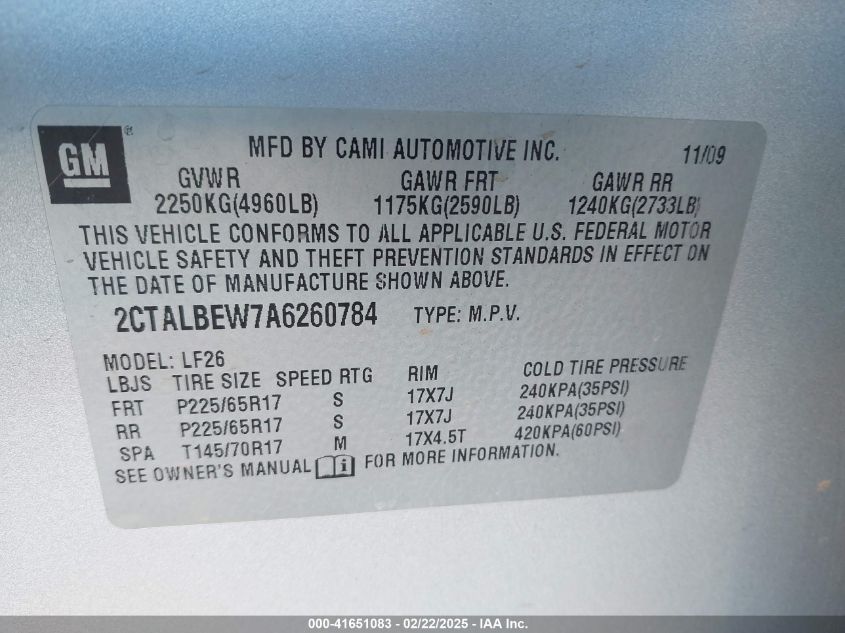 GM®
MFD BY CAMI AUTOMOTIVE INC. 11/09
GVWR GAWR FRT GAWR RR
2250KG(4960LB) 1175KG(2590LB) 1240KG(2733LB)
THIS VEHICLE CONFORMS TO ALL APPLICABLE U.S. FEDERAL MOTOR
VEHICLE SAFETY AND THEFT PREVENTION STANDARDS IN EFFECT ON
THE DATE OF MANUFACTURE SHOWN ABOVE.
2CTALBEW7A6260784 TYPE: M.P.V.
MODEL: LF26
LBJS TIRE SIZE SPEED RTG RIM COLD TIRE PRESSURE
FRT P225/65R17 S 17X7J 240KPA(35PSI)
RR P225/65R17 S 17X7J 240KPA(35PSI)
SPA T145/70R17 M 17X4.5T 420KPA(60PSI)
SEE OWNER'S MANUAL i FOR MORE INFORMATION.
000-41651083 - 02/22/2025 - IAA Inc.